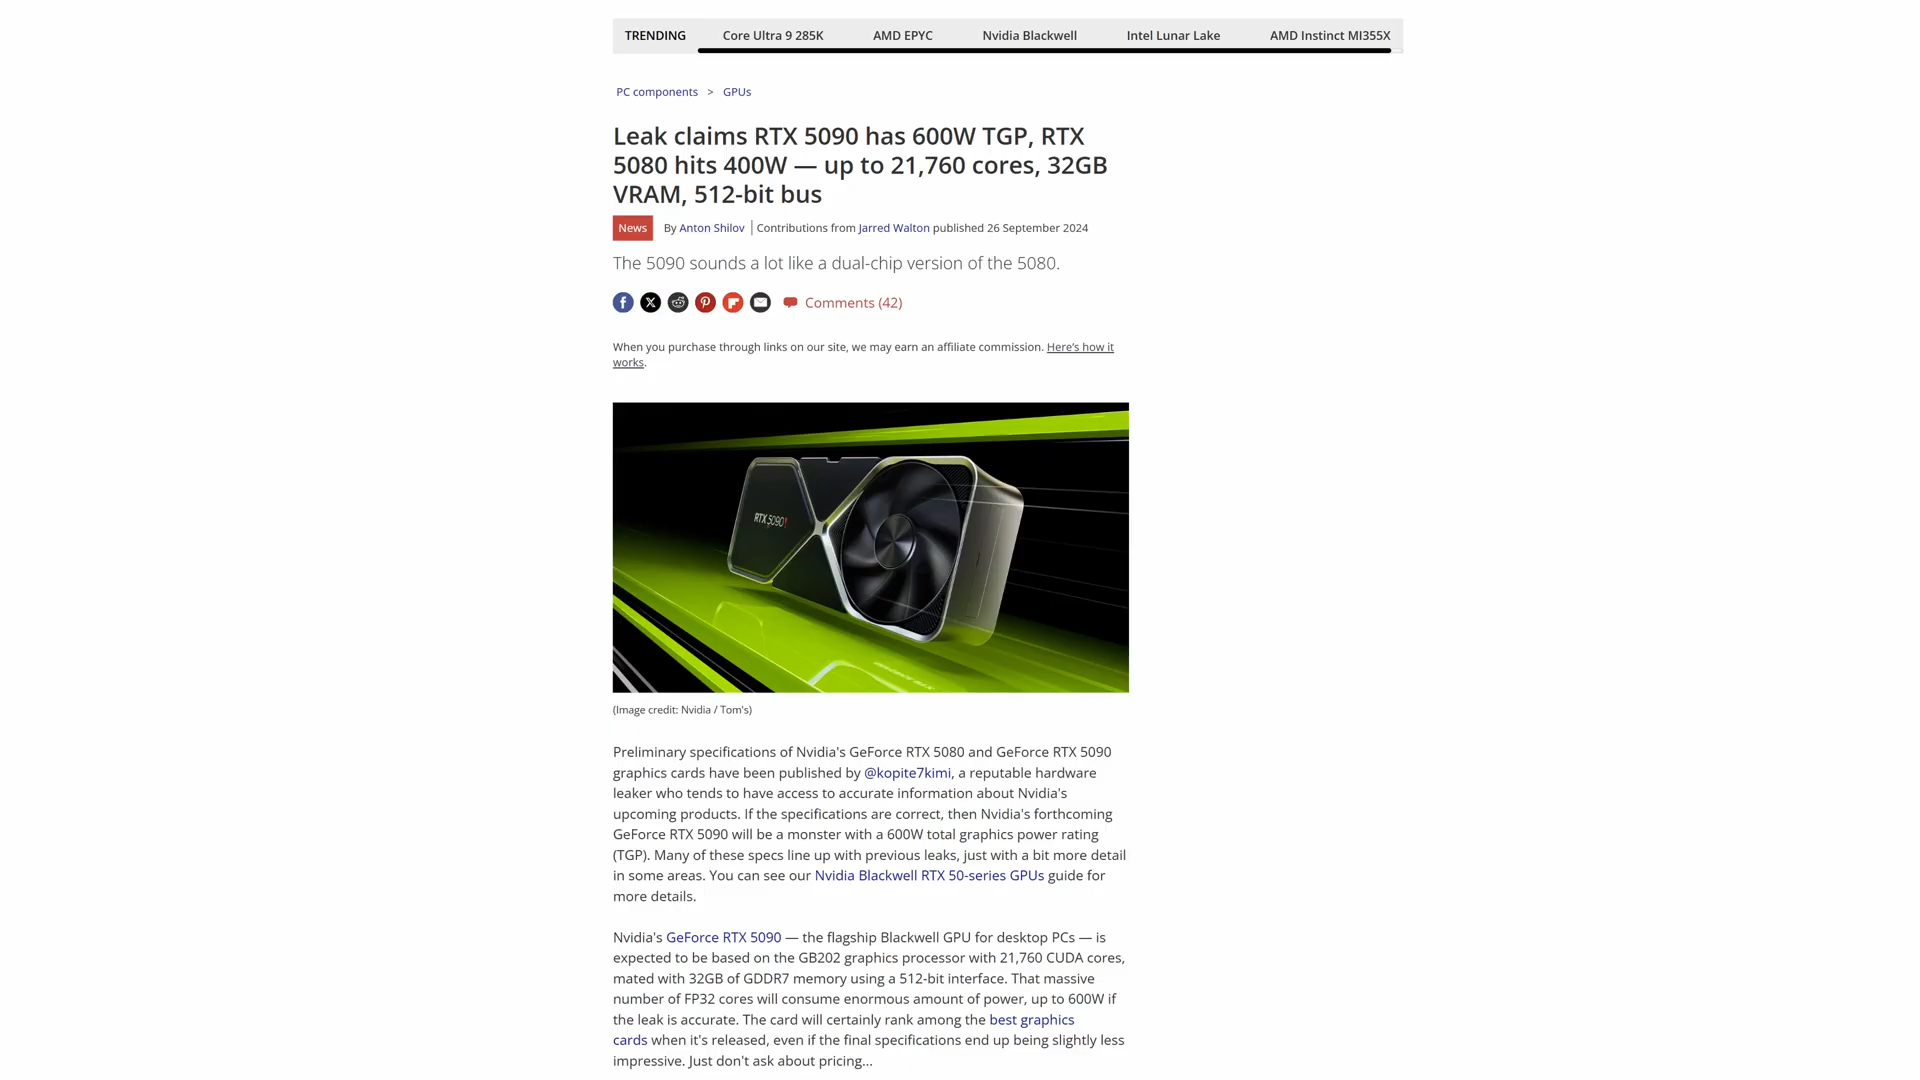 TRENDING Core Ultra 9 285K AMD EPYC Nvidia Blackwell Intel Lunar Lake AMD Instinct MI355X
PC components > GPUs
Leak claims RTX 5090 has 600W TGP, RTX
5080 hits 400W — up to 21,760 cores, 32GB
VRAM, 512-bit bus
News By Anton Shilov Contributions from Jarred Walton published 26 September 2024
The 5090 sounds a lot like a dual-chip version of the 5080.
Comments (42)
When you purchase through links on our site, we may earn an affiliate commission. Here's how it
works.
RTX 5090
(Image credit: Nvidia / Tom's)
Preliminary specifications of Nvidia's GeForce RTX 5080 and GeForce RTX 5090
graphics cards have been published by @kopite7kimi, a reputable hardware
leaker who tends to have access to accurate information about Nvidia's
upcoming products. If the specifications are correct, then Nvidia's forthcoming
GeForce RTX 5090 will be a monster with a 600W total graphics power rating
(TGP). Many of these specs line up with previous leaks, just with a bit more detail
in some areas. You can see our Nvidia Blackwell RTX 50-series GPUs guide for
more details.
Nvidia's GeForce RTX 5090 — the flagship Blackwell GPU for desktop PCs — is
expected to be based on the GB202 graphics processor with 21,760 CUDA cores,
mated with 32GB of GDDR7 memory using a 512-bit interface. That massive
number of FP32 cores will consume enormous amount of power, up to 600W if
the leak is accurate. The card will certainly rank among the best graphics
cards when it's released, even if the final specifications end up being slightly less
impressive. Just don't ask about pricing...